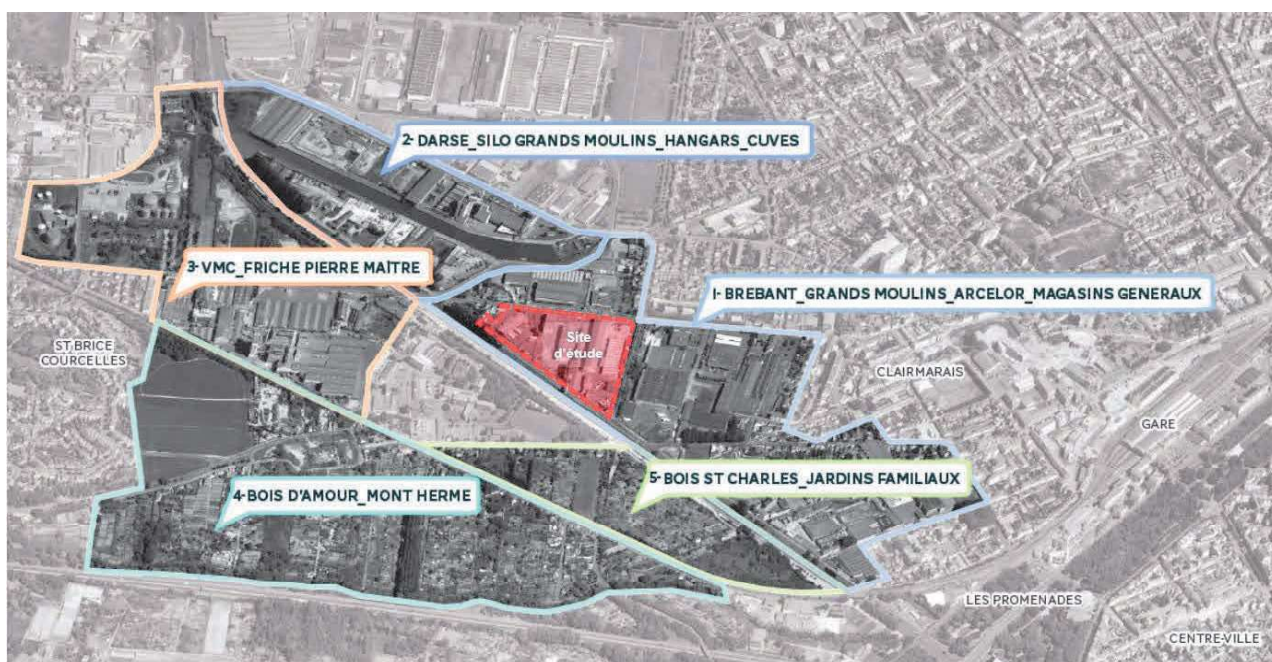 2- DARSE_SILO GRANDS MOULINS_HANGARS_CUVES
3- VMC_FRICHE PIERRE MAÎTRE
1- BREBANT_GRANDS MOULINS_ARCELOR_MAGASINS GENERAUX
Site
d'étude
ST BRICE
COURCELLES
CLAIRMARAIS
GARE
5- BOIS ST CHARLES_JARDINS FAMILIAUX
4- BOIS D'AMOUR_MONT HERME
LES PROMENADES
CENTRE-VILLE